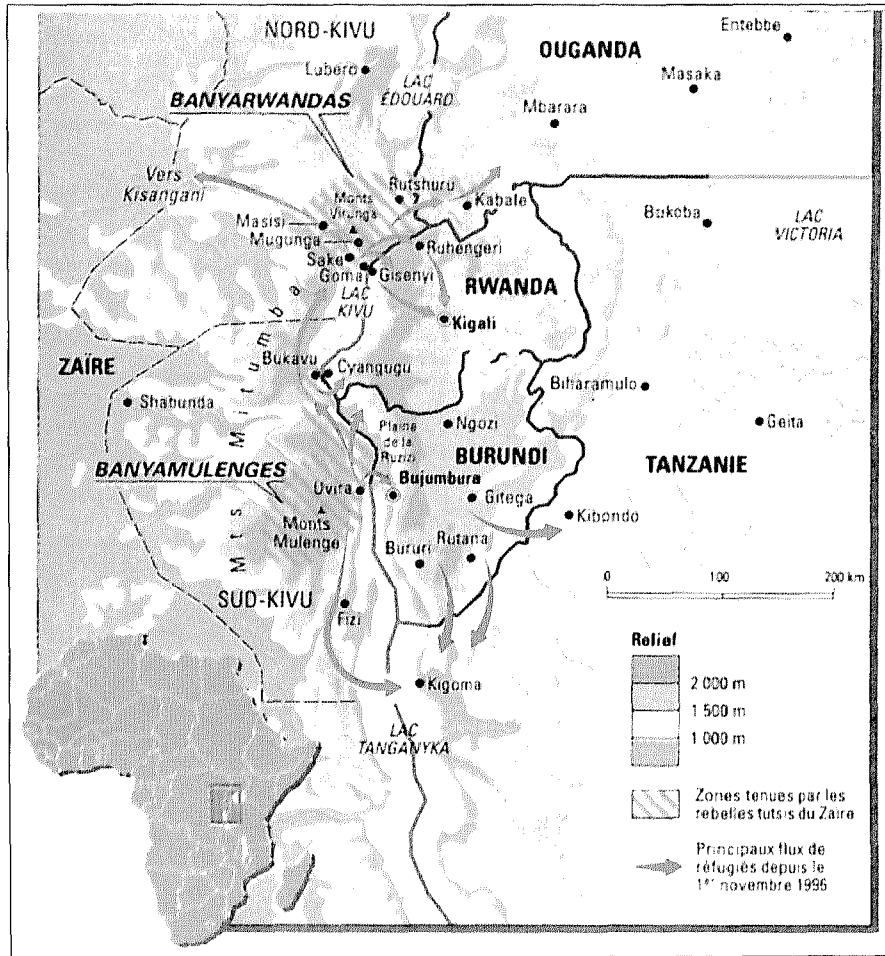 NORD-KIVU
OUGANDA
Entebbe
Lubero
LAC
ÉDOUARD
Masaka
BANYARWANDAS
Mbarara
Vers
Kisangani
Rutshuru
Monts
Virunga
Kabale
Masisi
Mugunga
Bukoba
LAC
VICTORIA
Sake
Goma
Gisenyi
Ruhengeri
LAC
KIVU
RWANDA
Kigali
ZAÏRE
Bukavu
Cyangugu
Shabunda
Mts Mitumba
Biharamulo
Geita
Ngozi
Plaine
de la
Ruzizi
BURUNDI
TANZANIE
BANYAMULENGES
Bujumbura
Uvira
Gitega
Kibondo
Monts
Mulenge
Bururi
Rutana
0 100 200 km
SUD-KIVU
Fizi
Kigoma
LAC
TANGANYKA
Relief
2 000 m
1 500 m
1 000 m
Zones tenues par les
rebelles tutsis du Zaïre
Principaux flux de
réfugiés depuis le
1er novembre 1996